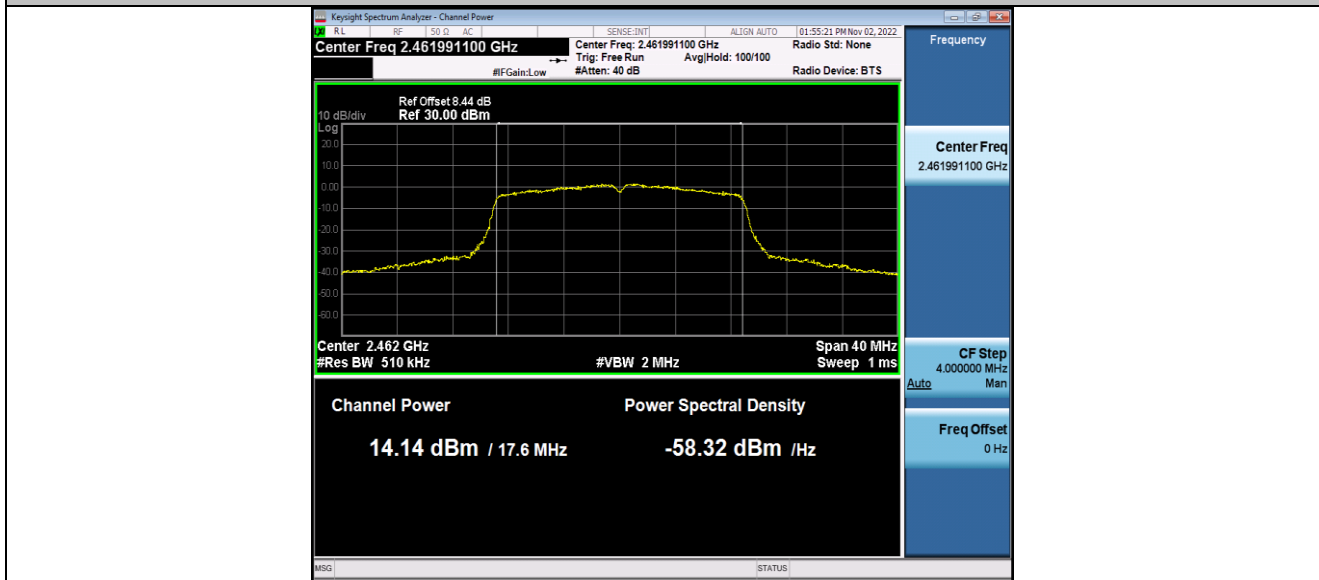 Keysight Spectrum Analyzer - Channel Power
RL RF 50 Ω AC SENSE:INT ALIGN AUTO 01:55:21 PM Nov 02, 2022
Center Freq 2.461991100 GHz
Center Freq: 2.461991100 GHz Radio Std: None
Trig: Free Run Avg|Hold: 100/100
#IFGain:Low #Atten: 40 dB Radio Device: BTS
Ref Offset 8.44 dB
10 dB/div Ref 30.00 dBm
Log
20.0
10.0
0.00
-10.0
-20.0
-30.0
-40.0
-50.0
-60.0
Center 2.462 GHz Span 40 MHz
#Res BW 510 kHz #VBW 2 MHz Sweep 1 ms
Channel Power Power Spectral Density
14.14 dBm / 17.6 MHz -58.32 dBm /Hz
Frequency
Center Freq
2.461991100 GHz
CF Step
4.000000 MHz
Auto Man
Freq Offset
0 Hz
MSG STATUS